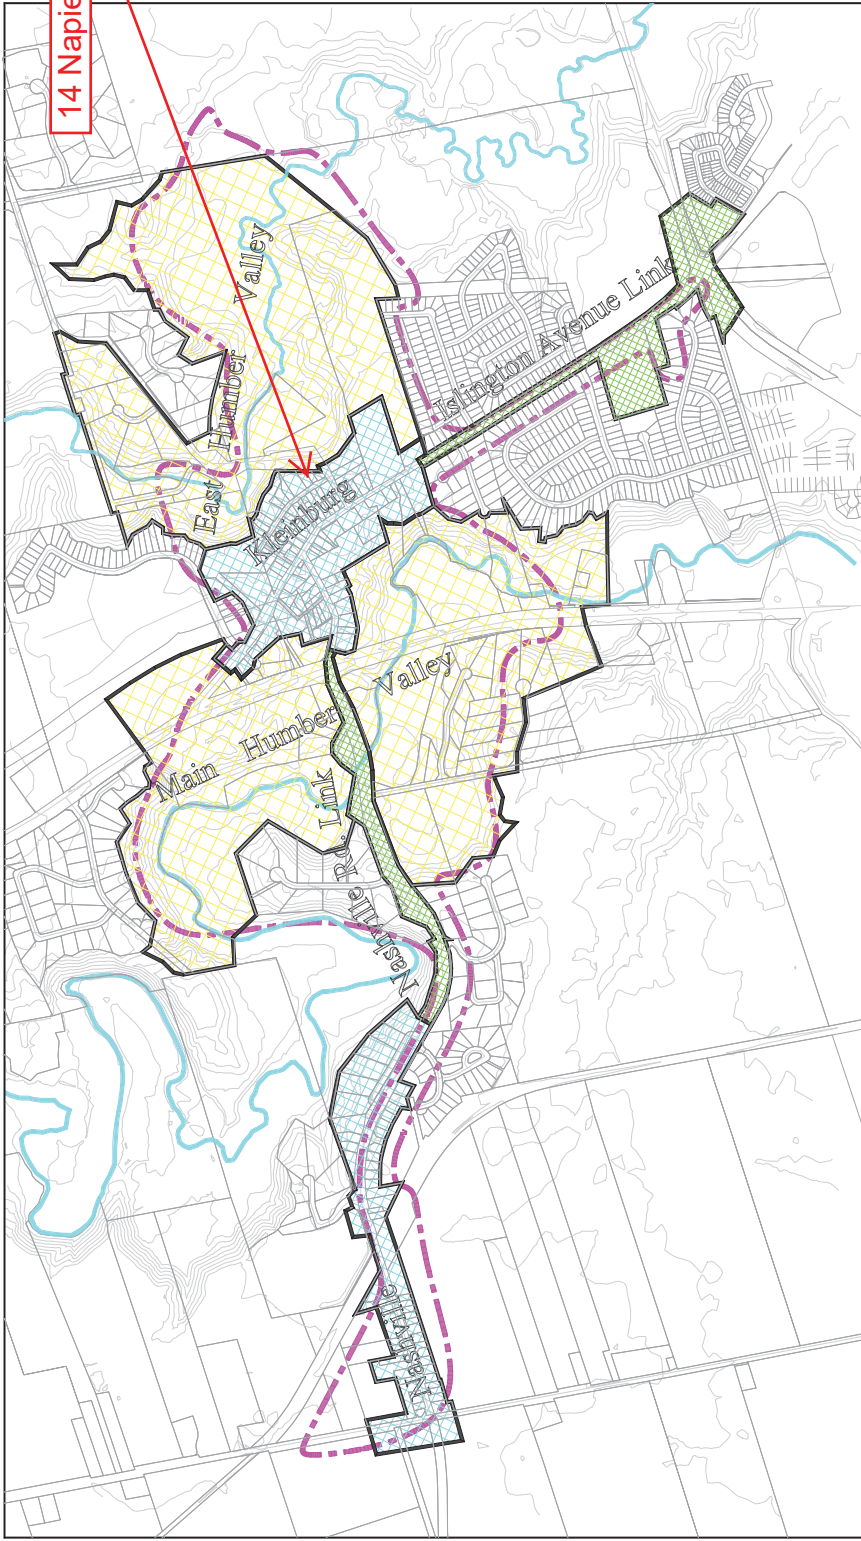 14 Napie
East Humber Valley
Kleinburg
Islington Avenue Link
Main Humber Valley
Nashville Rd. Link
Nashville